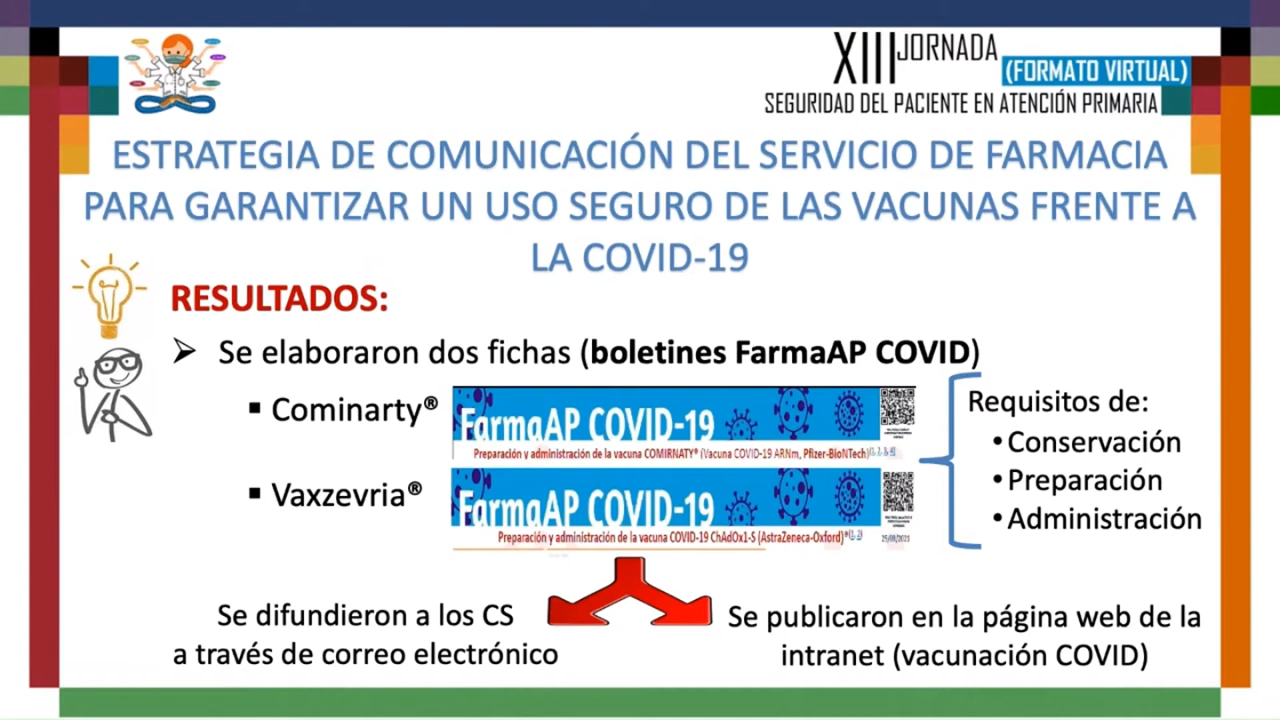 XIII JORNADA
(FORMATO VIRTUAL)
SEGURIDAD DEL PACIENTE EN ATENCIÓN PRIMARIA
ESTRATEGIA DE COMUNICACIÓN DEL SERVICIO DE FARMACIA
PARA GARANTIZAR UN USO SEGURO DE LAS VACUNAS FRENTE A
LA COVID-19
RESULTADOS:
➢ Se elaboraron dos fichas (boletines FarmaAP COVID)
▪ Cominarty®
FarmaAP COVID-19
Preparación y administración de la vacuna COMIRNATY® (Vacuna COVID-19 ARNm, Pfizer-BioNTech)
▪ Vaxzevria®
FarmaAP COVID-19
Preparación y administración de la vacuna COVID-19 ChAdOx1-S (AstraZeneca-Oxford)®
Requisitos de:
• Conservación
• Preparación
• Administración
Se difundieron a los CS
a través de correo electrónico
Se publicaron en la página web de la
intranet (vacunación COVID)